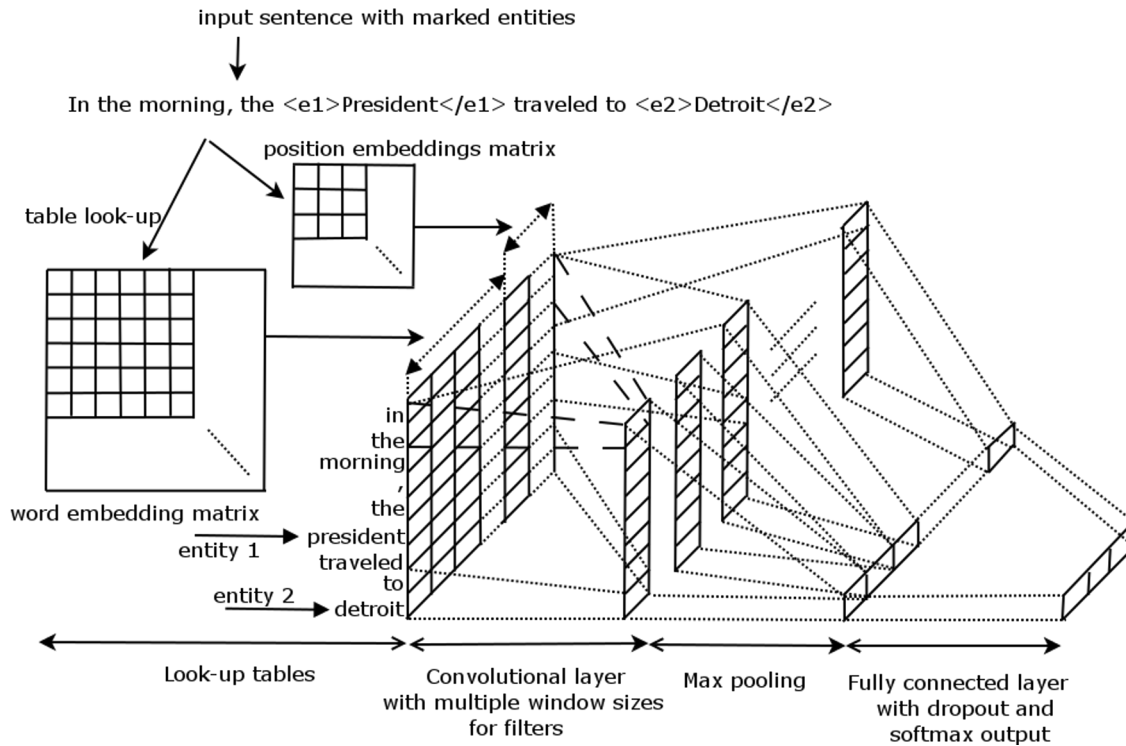 input sentence with marked entities
In the morning, the <e1>President</e1> traveled to <e2>Detroit</e2>
position embeddings matrix
table look-up
in
the
morning
,
the
president
traveled
to
detroit
word embedding matrix
entity 1
entity 2
Look-up tables
Convolutional layer
with multiple window sizes
for filters
Max pooling
Fully connected layer
with dropout and
softmax output